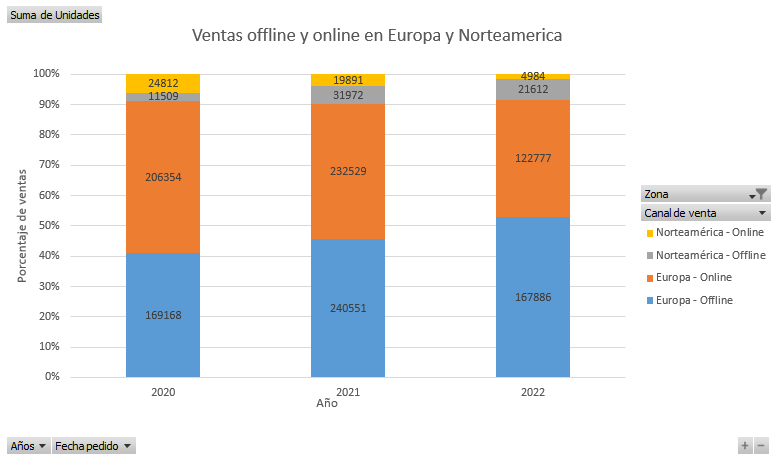 Suma de Unidades
Ventas offline y online en Europa y Norteamerica
Porcentaje de ventas
100%
90%
80%
70%
60%
50%
40%
30%
20%
10%
0%
24812
11509
206354
169168
19891
31972
232529
240551
4984
21612
122777
167886
2020
2021
2022
Año
Zona
Canal de venta
Norteamérica - Online
Norteamérica - Offline
Europa - Online
Europa - Offline
Años
Fecha pedido
+ −